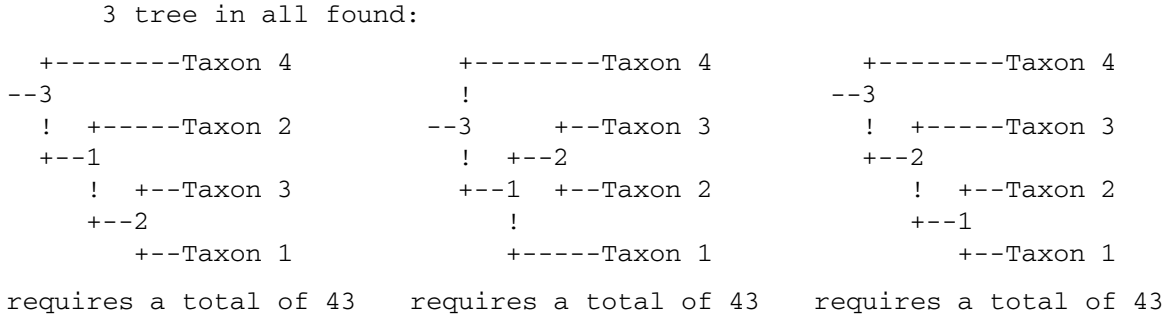 3 tree in all found:
  +--------Taxon 4            +--------Taxon 4           +--------Taxon 4
--3                           !                        --3
  !  +-----Taxon 2          --3     +--Taxon 3           !  +-----Taxon 3
  +--1                        !  +--2                    +--2
     !  +--Taxon 3            +--1  +--Taxon 2              !  +--Taxon 2
     +--2                        !                          +--1
        +--Taxon 1               +-----Taxon 1                 +--Taxon 1
requires a total of 43   requires a total of 43   requires a total of 43